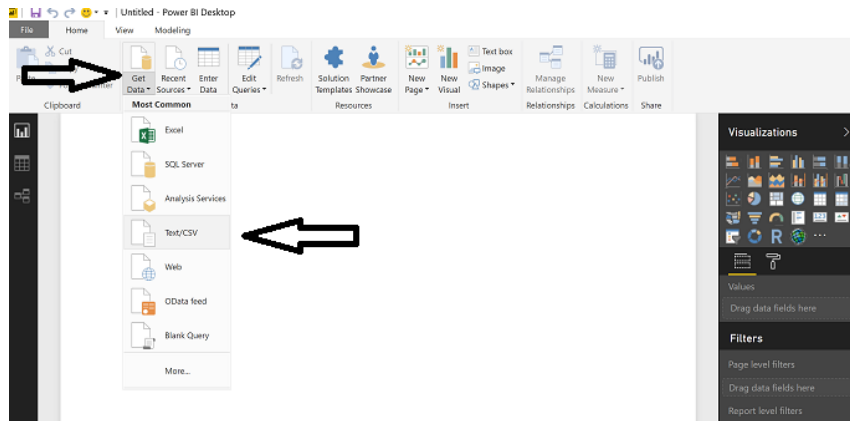 Untitled - Power BI Desktop
File Home View Modeling
Cut
Get Data Recent Sources Enter Data Edit Queries Refresh Solution Templates Partner Showcase New Page New Visual Text box
Image
Shapes
Manage Relationships New Measure Publish
Clipboard Resources Insert Relationships Calculations Share
Most Common
Excel
SQL Server
Analysis Services
Text/CSV
Web
OData feed
Blank Query
More...
Visualizations
R
Values
Drag data fields here
Filters
Page level filters
Drag data fields here
Report level filters